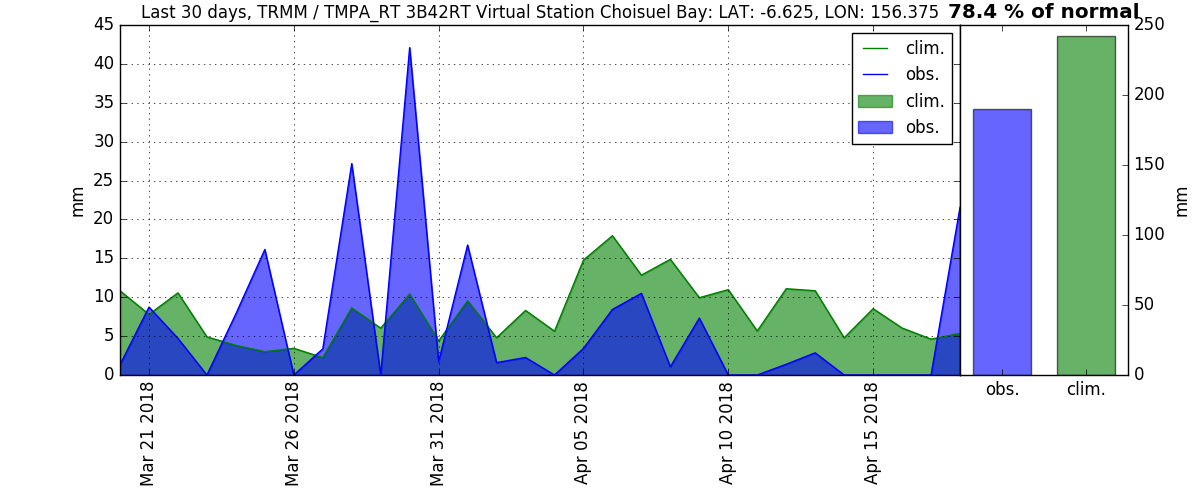 Last 30 days, TRMM / TMPA_RT 3B42RT Virtual Station Choisuel Bay: LAT: -6.625, LON: 156.375
78.4 % of normal
45
40
35
30
25
20
15
10
5
0
mm
clim.
obs.
clim.
obs.
Mar 21 2018
Mar 26 2018
Mar 31 2018
Apr 05 2018
Apr 10 2018
Apr 15 2018
250
200
150
100
50
0
mm
obs.
clim.